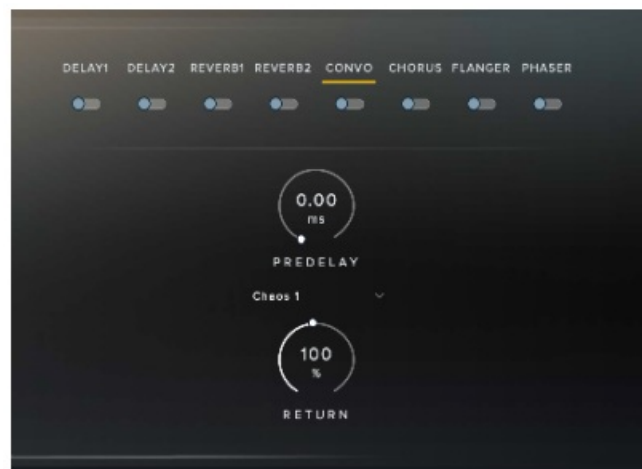 DELAY1 DELAY2 REVERB1 REVERB2 CONVO CHORUS FLANGER PHASER
0.00
ms
PREDELAY
Chaos 1
100
%
RETURN